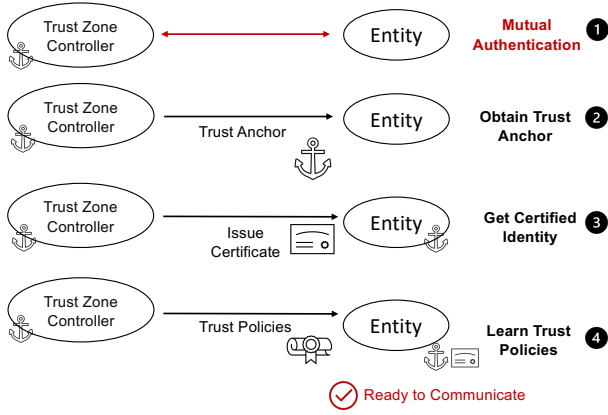 Trust Zone
Controller
Entity
Mutual
Authentication
1
Trust Zone
Controller
Trust Anchor
Entity
Obtain Trust
Anchor
2
Trust Zone
Controller
Issue
Certificate
Entity
Get Certified
Identity
3
Trust Zone
Controller
Trust Policies
Entity
Learn Trust
Policies
4
Ready to Communicate